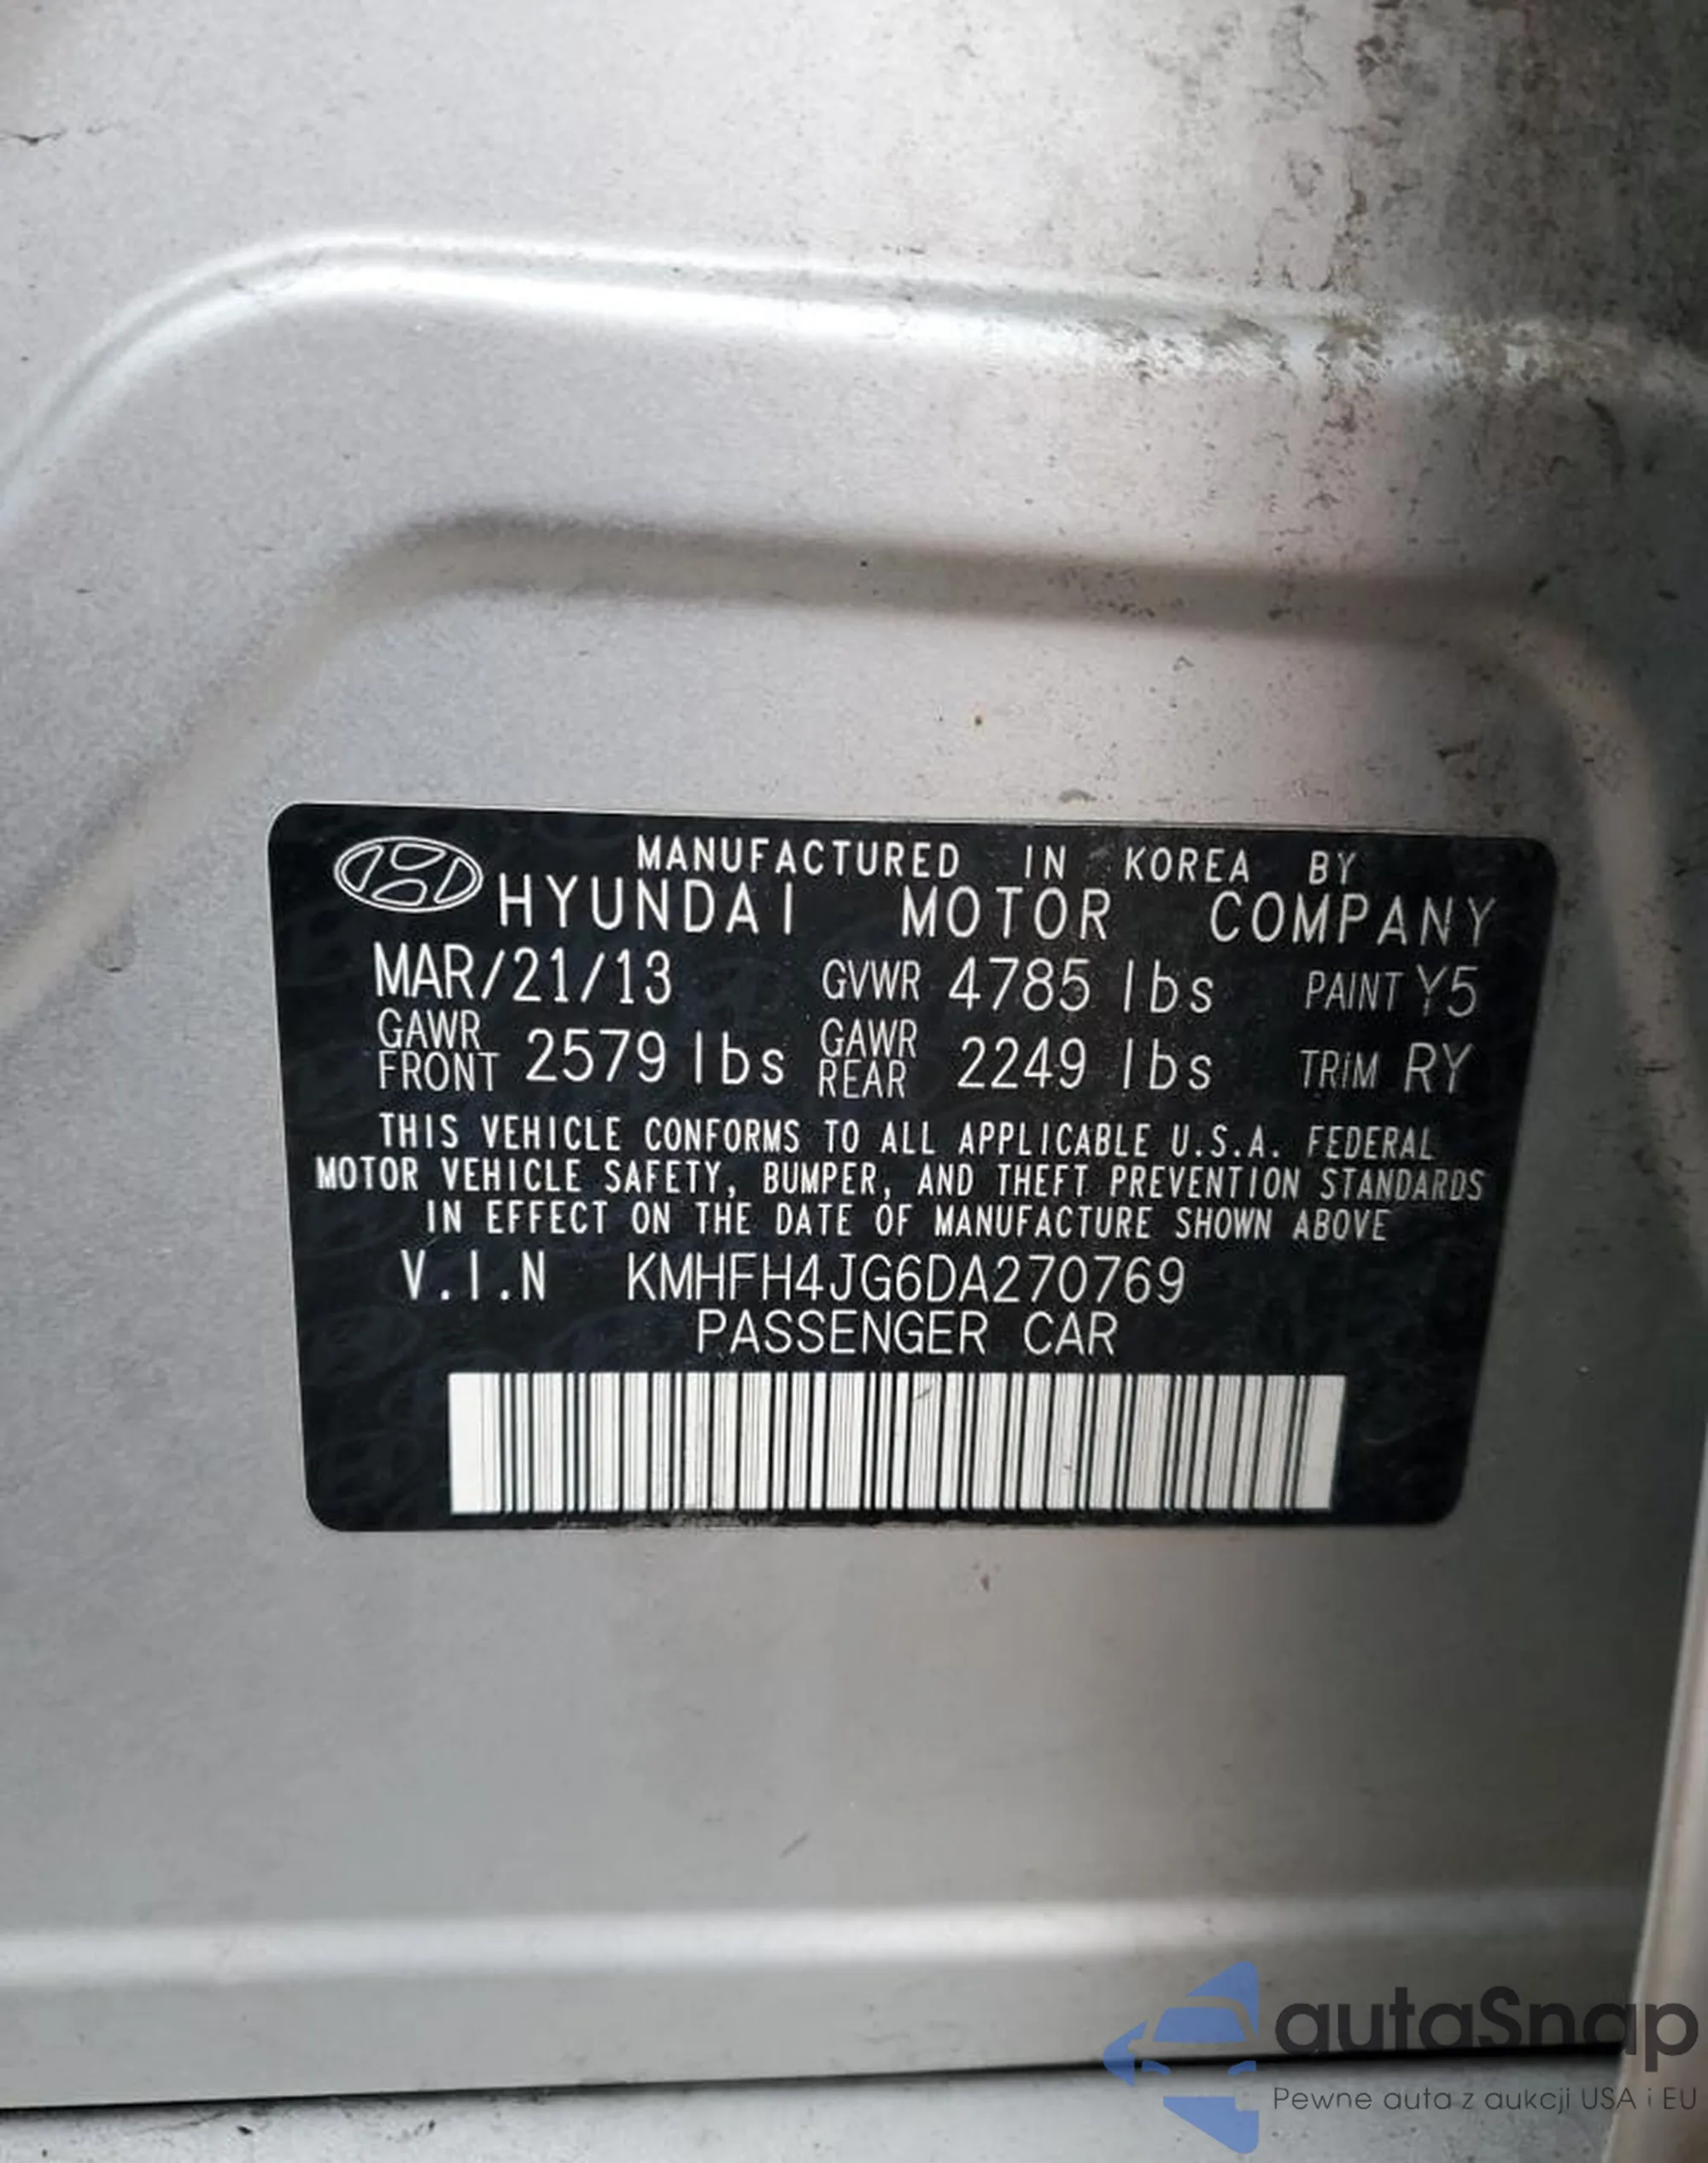 MANUFACTURED IN KOREA BY
HYUNDAI MOTOR COMPANY
MAR/21/13 GVWR 4785 lbs PAINT Y5
GAWR FRONT 2579 lbs GAWR REAR 2249 lbs TRiM RY
THIS VEHICLE CONFORMS TO ALL APPLICABLE U.S.A. FEDERAL
MOTOR VEHICLE SAFETY, BUMPER, AND THEFT PREVENTION STANDARDS
IN EFFECT ON THE DATE OF MANUFACTURE SHOWN ABOVE
V.I.N KMHFH4JG6DA270769
PASSENGER CAR
autaSnap
Pewne auta z aukcji USA i EU